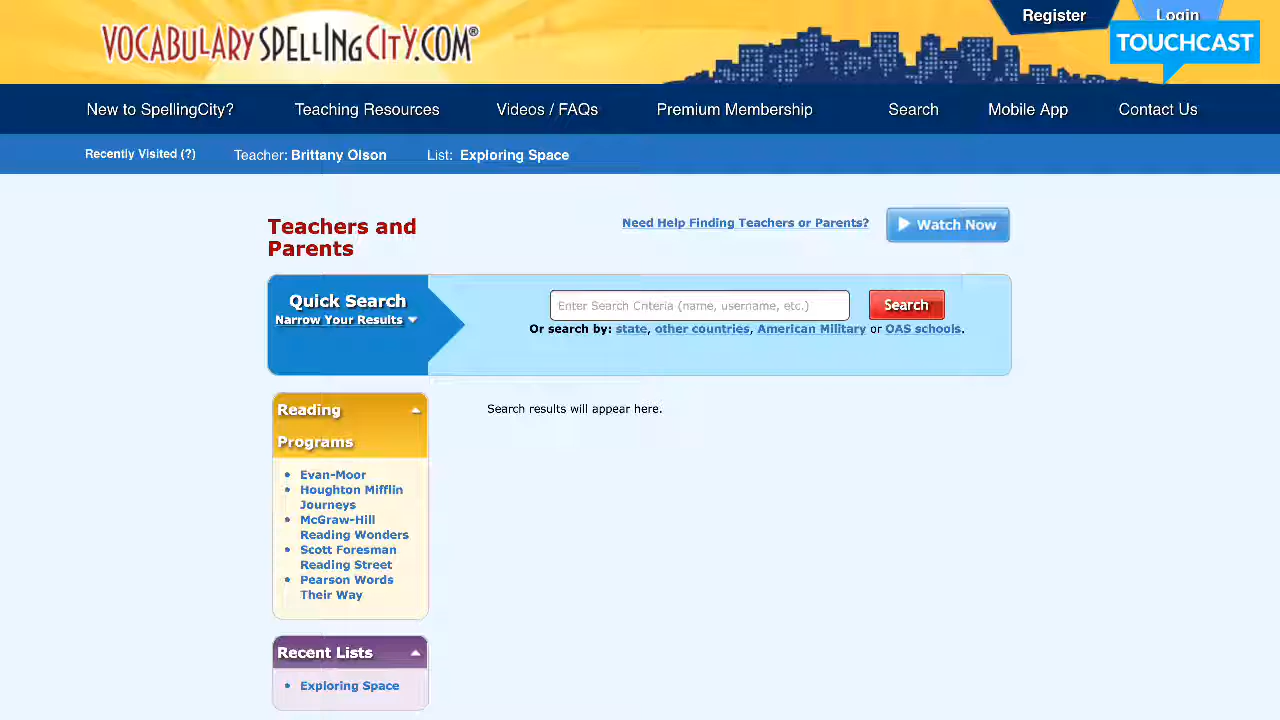 VOCABULARYSPELLINGCITY.COM®
Register
Login
TOUCHCAST
New to SpellingCity?
Teaching Resources
Videos / FAQs
Premium Membership
Search
Mobile App
Contact Us
Recently Visited (?)
Teacher: Brittany Olson
List: Exploring Space
Teachers and
Parents
Need Help Finding Teachers or Parents?
Watch Now
Quick Search
Narrow Your Results
Enter Search Criteria (name, username, etc.)
Search
Or search by: state, other countries, American Military or OAS schools.
Reading
Programs
Search results will appear here.
Evan-Moor
Houghton Mifflin
Journeys
McGraw-Hill
Reading Wonders
Scott Foresman
Reading Street
Pearson Words
Their Way
Recent Lists
Exploring Space